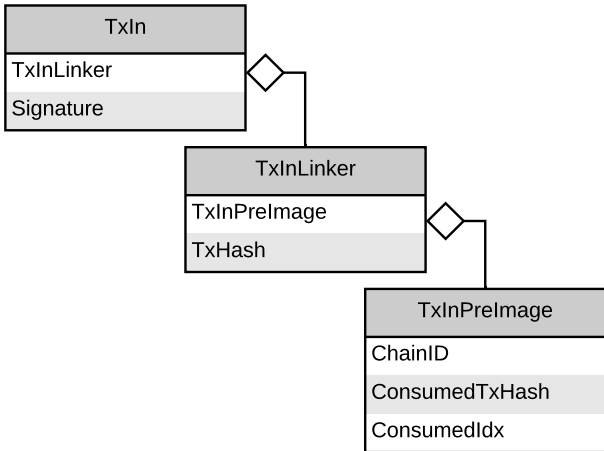 TxIn
TxInLinker
Signature
TxInLinker
TxInPreImage
TxHash
TxInPreImage
ChainID
ConsumedTxHash
ConsumedIdx